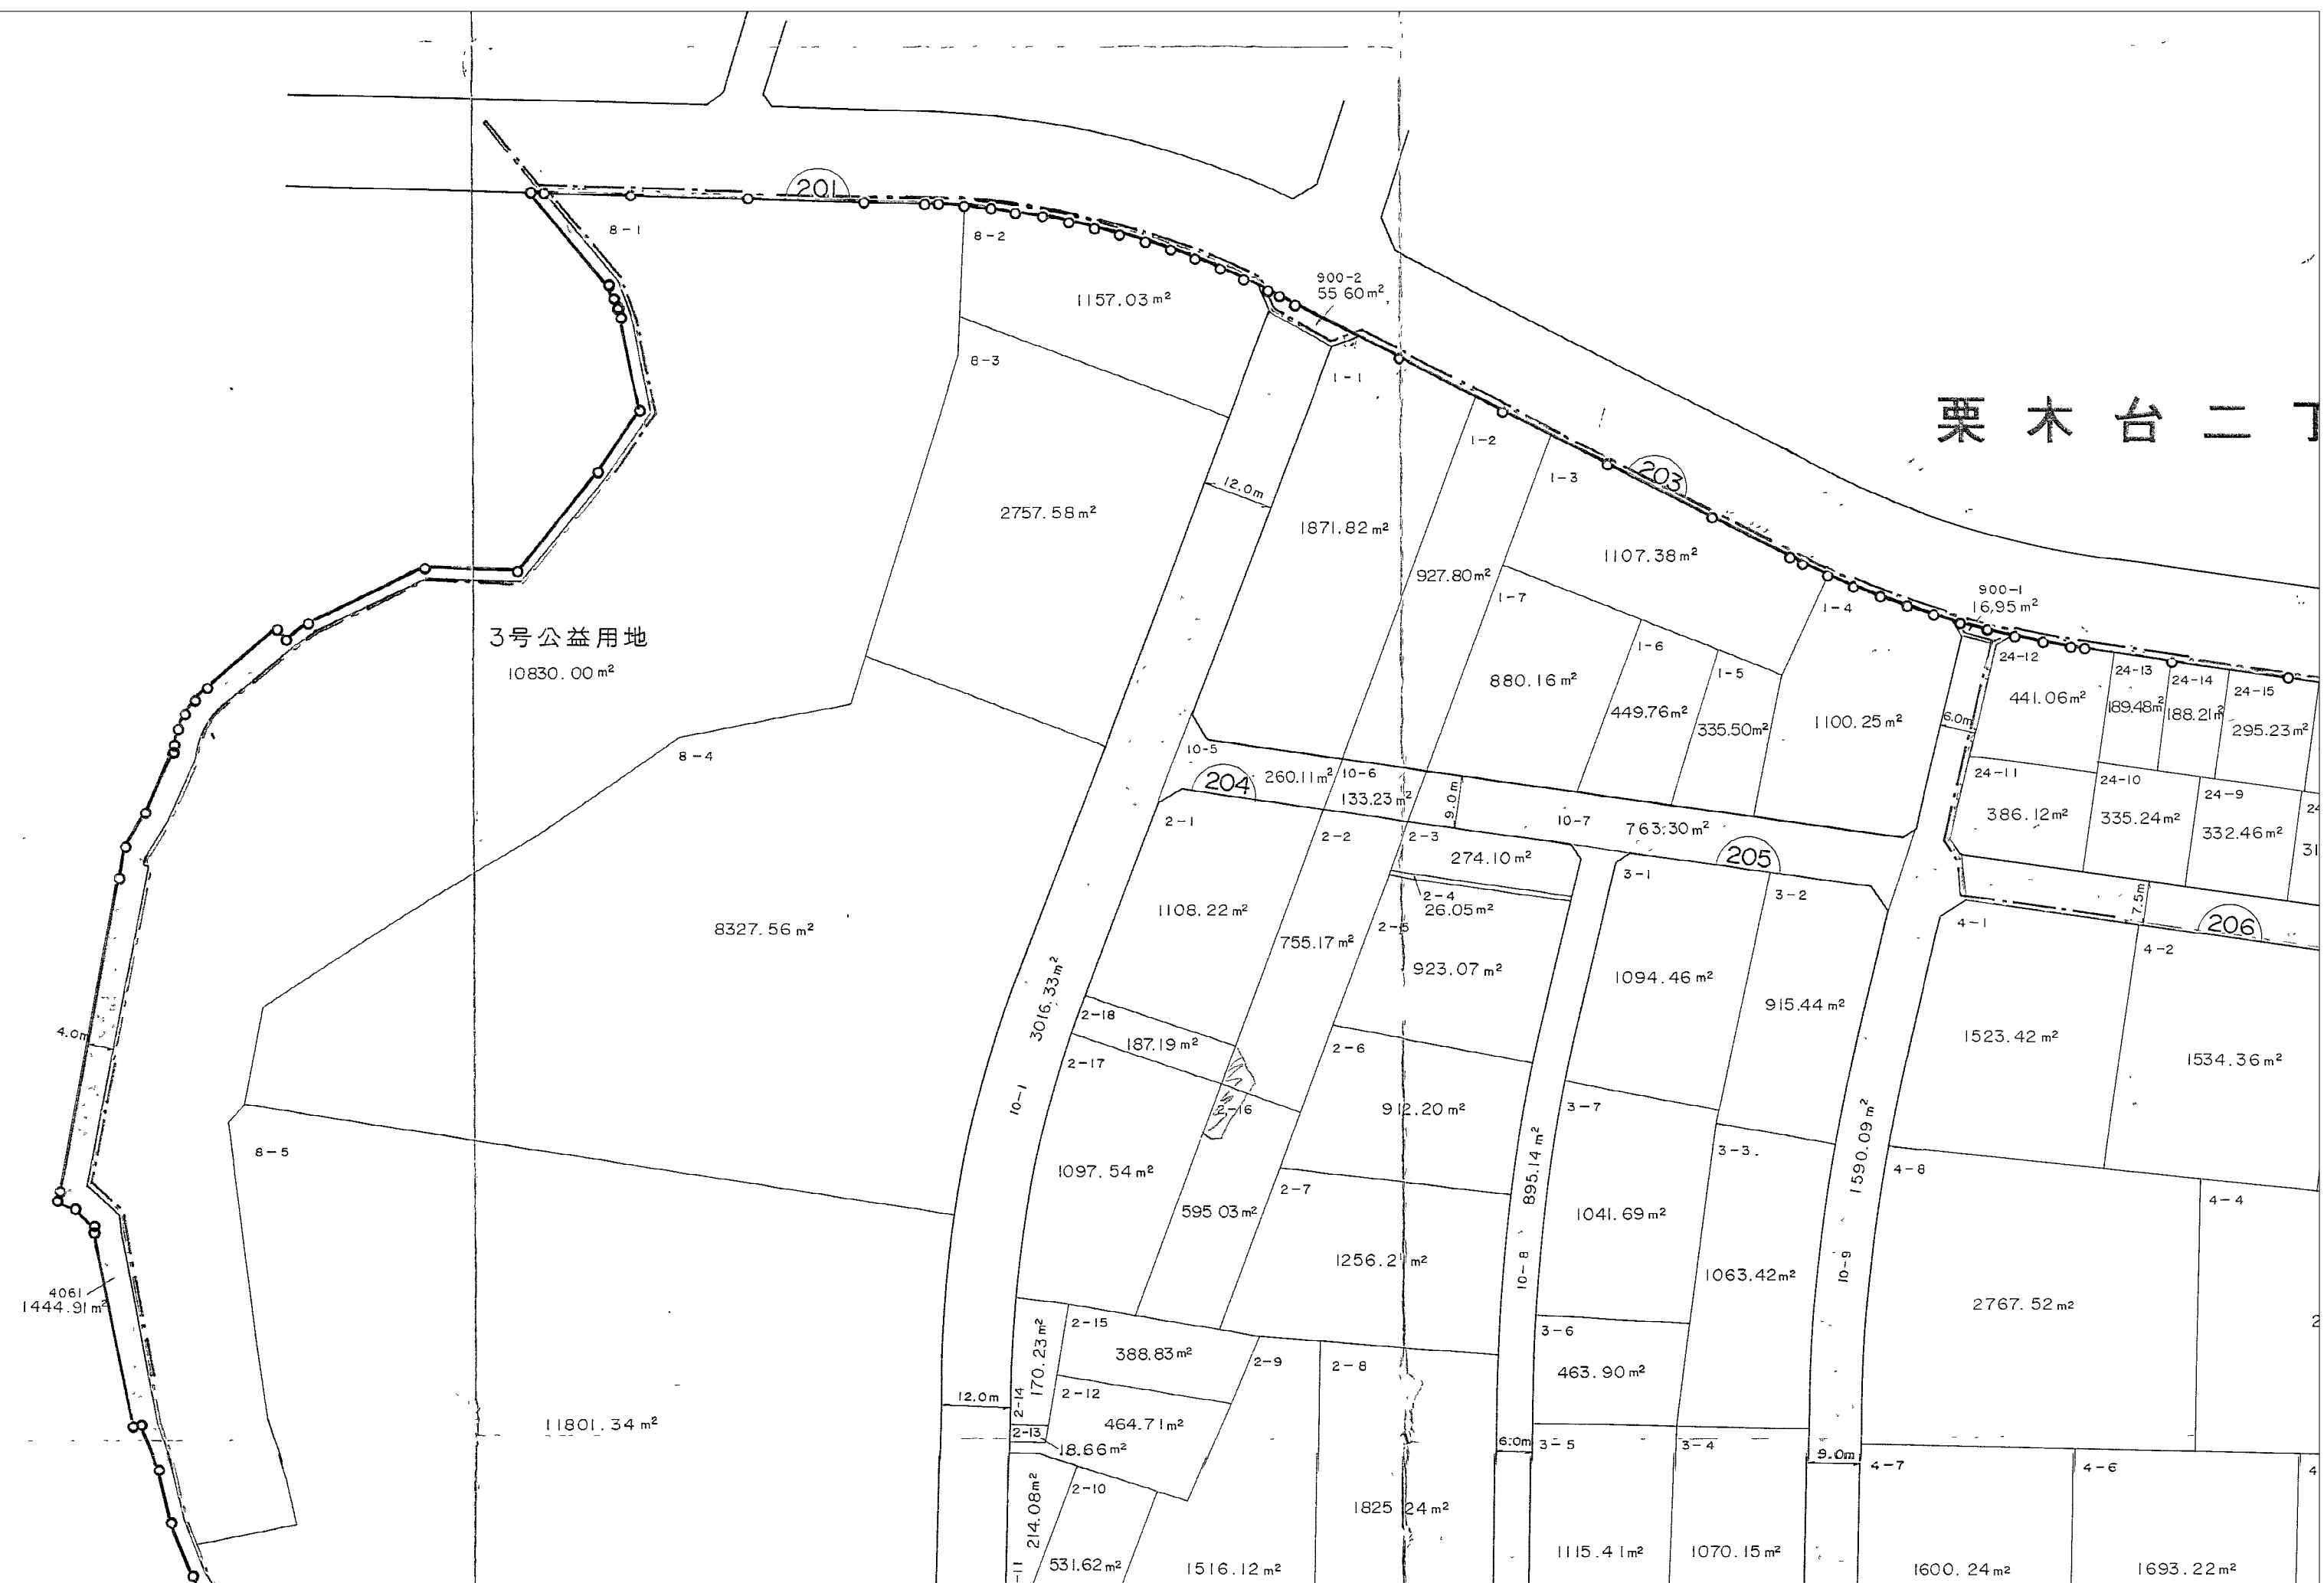 201
8-1
8-2
1157.03m²
900-2
55 60m²
8-3
1-1
栗木台二
1-2
1-3
203
12.0m
2757.58m²
1871.82m²
927.80m²
1107.38m²
1-7
1-4
900-1
16.95m²
3号公益用地
10830.00m²
1-6
1-5
880.16m²
449.76m²
335.50m²
1100.25m²
6.0m
24-12
441.06m²
24-13
189.48m²
24-14
188.21m²
24-15
295.23m²
8-4
10-5
204
260.11m²
10-6
133.23m²
9.0m
10-7
763.30m²
205
24-11
386.12m²
24-10
335.24m²
24-9
332.46m²
24
31
2-1
2-2
2-3
274.10m²
2-4
26.05m²
2-5
3-1
3-2
7.5m
206
4-1
4-2
8327.56m²
1108.22m²
755.17m²
923.07m²
1094.46m²
915.44m²
1523.42m²
1534.36m²
4.0m
3016.33m²
10-1
2-18
187.19m²
2-17
2-16
2-6
912.20m²
3-7
3-3
1590.09m²
895.14m²
4-8
4-4
8-5
1097.54m²
595 03m²
2-7
1256.21m²
1041.69m²
1063.42m²
10-8
10-9
2767.52m²
4061
1444.91m²
2-15
388.83m²
170.23m²
2-14
2-12
464.71m²
2-13
18.66m²
2-9
2-8
3-6
463.90m²
12.0m
11801.34m²
6.0m
3-5
3-4
9.0m
4-7
4-6
4
2
214.08m²
2-10
531.62m²
1516.12m²
1825 24m²
1115.41m²
1070.15m²
1600.24m²
1693.22m²